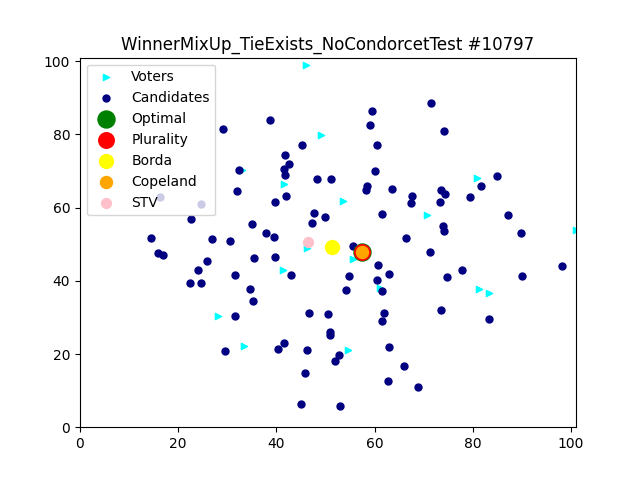 WinnerMixUp_TieExists_NoCondorcetTest #10797
100
80
60
40
20
0
Voters
Candidates
Optimal
Plurality
Borda
Copeland
STV
0 20 40 60 80 100